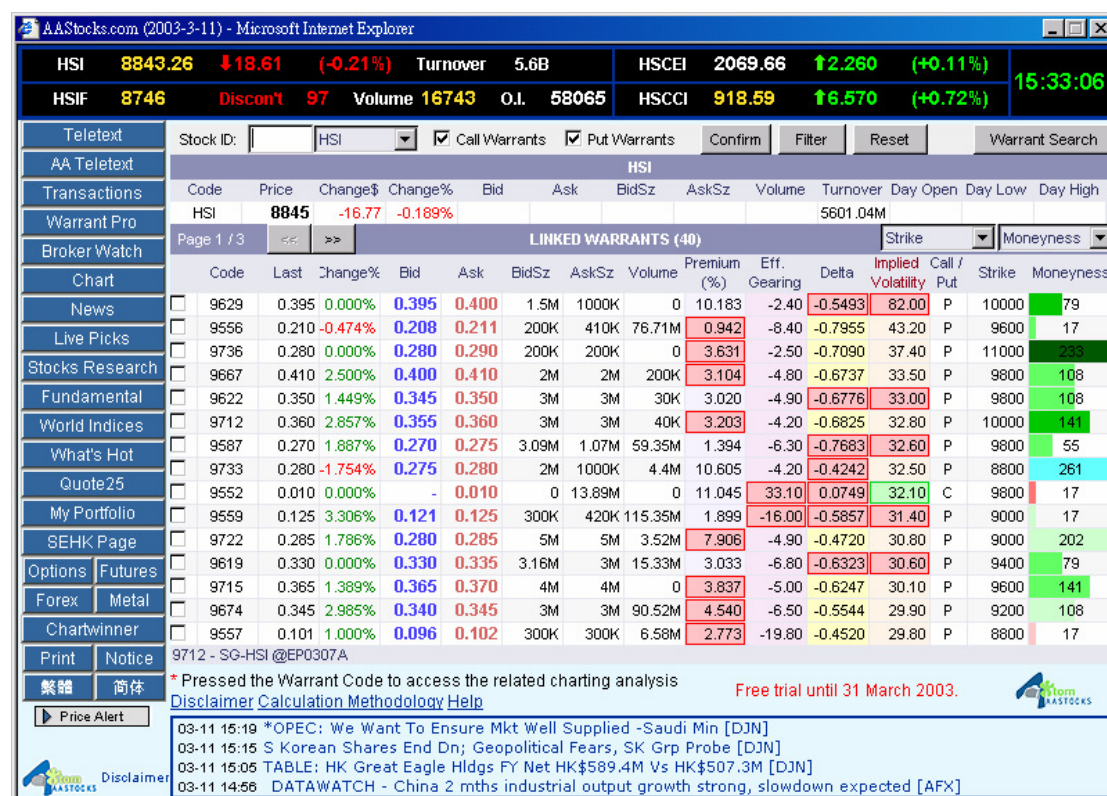 AAStocks.com (2003-3-11) - Microsoft Internet Explorer
HSI 8843.26 18.61 (-0.21%) Turnover 5.6B HSCEI 2069.66 2.260 (+0.11%)
15:33:06
HSIF 8746 Discon't 97 Volume 16743 O.I. 58065 HSCCI 918.59 6.570 (+0.72%)
Teletext
AA Teletext
Transactions
Warrant Pro
Broker Watch
Chart
News
Live Picks
Stocks Research
Fundamental
World Indices
What's Hot
Quote25
My Portfolio
SEHK Page
Options Futures
Forex Metal
Chartwinner
Print Notice
繁體 简体
Price Alert
Atom AASTOCKS Disclaimer
Stock ID: HSI Call Warrants Put Warrants Confirm Filter Reset Warrant Search
HSI
Code Price Change$ Change% Bid Ask BidSz AskSz Volume Turnover Day Open Day Low Day High
HSI 8845 -16.77 -0.189% 5601.04M
Page 1 / 3 << >> LINKED WARRANTS (40) Strike Moneyness
Code Last Change% Bid Ask BidSz AskSz Volume Premium (%) Eff. Gearing Delta Implied Volatility Call / Put Strike Moneyness
9629 0.395 0.000% 0.395 0.400 1.5M 1000K 0 10.183 -2.40 -0.5493 82.00 P 10000 79
9556 0.210 -0.474% 0.208 0.211 200K 410K 76.71M 0.942 -8.40 -0.7955 43.20 P 9600 17
9736 0.280 0.000% 0.280 0.290 200K 200K 0 3.631 -2.50 -0.7090 37.40 P 11000 233
9667 0.410 2.500% 0.400 0.410 2M 2M 200K 3.104 -4.80 -0.6737 33.50 P 9800 108
9622 0.350 1.449% 0.345 0.350 3M 3M 30K 3.020 -4.90 -0.6776 33.00 P 9800 108
9712 0.360 2.857% 0.355 0.360 3M 3M 40K 3.203 -4.20 -0.6825 32.80 P 10000 141
9587 0.270 1.887% 0.270 0.275 3.09M 1.07M 59.35M 1.394 -6.30 -0.7683 32.60 P 9800 55
9733 0.280 -1.754% 0.275 0.280 2M 1000K 4.4M 10.605 -4.20 -0.4242 32.50 P 8800 261
9552 0.010 0.000% - 0.010 0 13.89M 0 11.045 33.10 0.0749 32.10 C 9800 17
9559 0.125 3.306% 0.121 0.125 300K 420K 115.35M 1.899 -16.00 -0.5857 31.40 P 9000 17
9722 0.285 1.786% 0.280 0.285 5M 5M 3.52M 7.906 -4.90 -0.4720 30.80 P 9000 202
9619 0.330 0.000% 0.330 0.335 3.16M 3M 15.33M 3.033 -6.80 -0.6323 30.60 P 9400 79
9715 0.365 1.389% 0.365 0.370 4M 4M 0 3.837 -5.00 -0.6247 30.10 P 9600 141
9674 0.345 2.985% 0.340 0.345 3M 3M 90.52M 4.540 -6.50 -0.5544 29.90 P 9200 108
9557 0.101 1.000% 0.096 0.102 300K 300K 6.58M 2.773 -19.80 -0.4520 29.80 P 8800 17
9712 - SG-HSI @EP0307A
* Pressed the Warrant Code to access the related charting analysis
Disclaimer Calculation Methodology Help
Free trial until 31 March 2003.
Atom AASTOCKS
03-11 15:19 *OPEC: We Want To Ensure Mkt Well Supplied -Saudi Min [DJN]
03-11 15:15 S Korean Shares End Dn; Geopolitical Fears, SK Grp Probe [DJN]
03-11 15:05 TABLE: HK Great Eagle Hldgs FY Net HK$589.4M Vs HK$507.3M [DJN]
03-11 14:56 DATAWATCH - China 2 mths industrial output growth strong, slowdown expected [AFX]